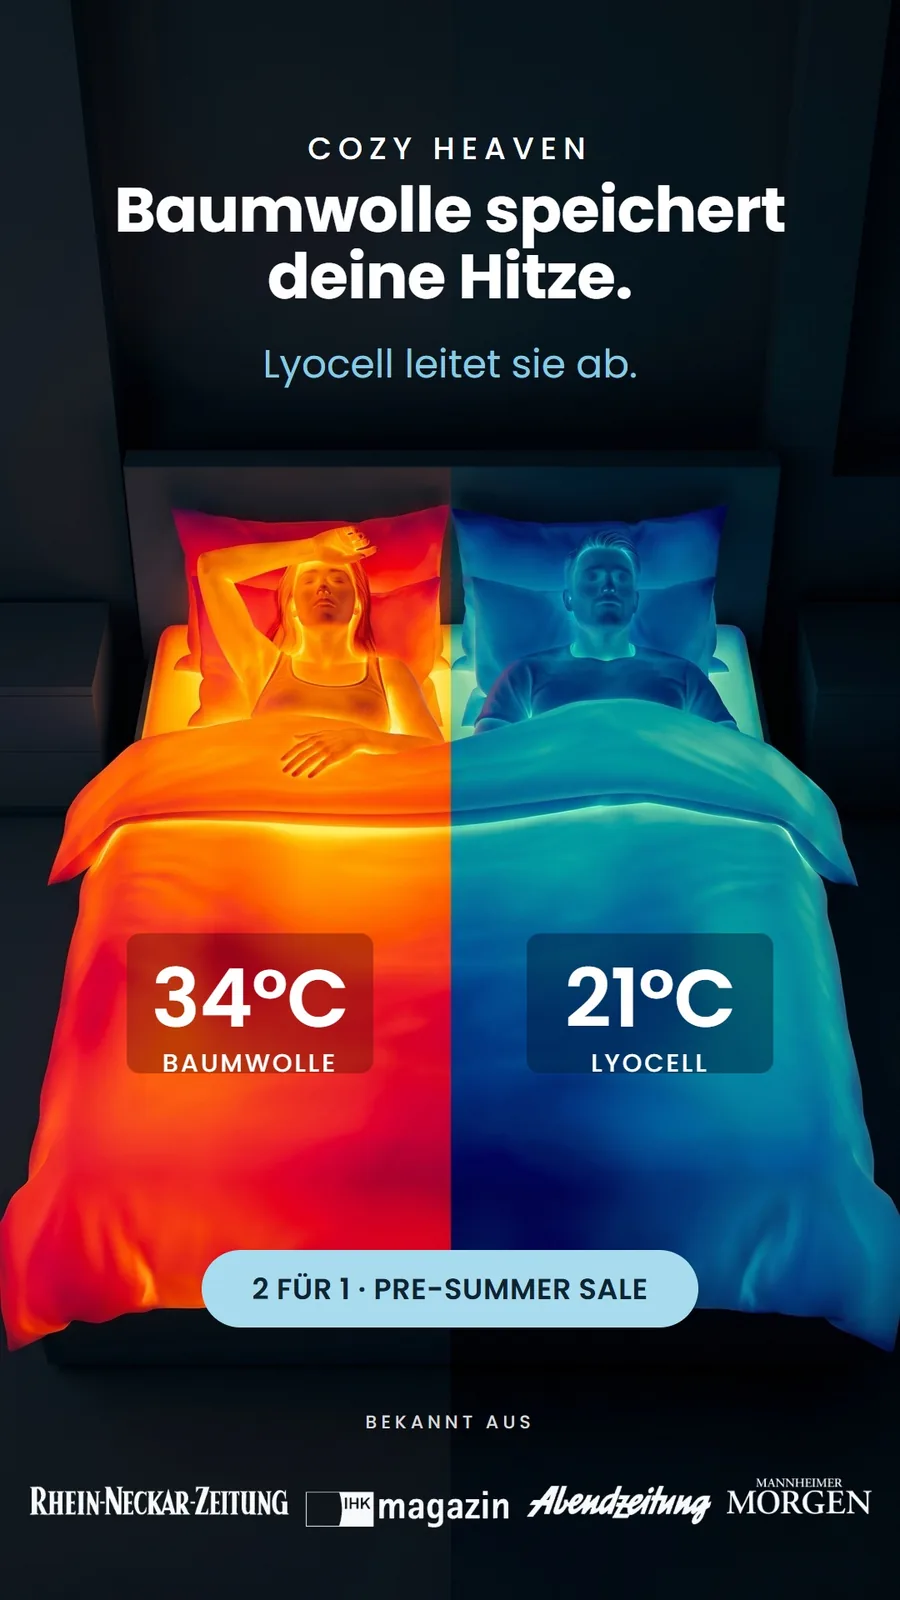 COZY HEAVEN
Baumwolle speichert
deine Hitze.
Lyocell leitet sie ab.
34°C
BAUMWOLLE
21°C
LYOCELL
2 FÜR 1 · PRE-SUMMER SALE
BEKANNT AUS
RHEIN-NECKAR-ZEITUNG
IHK magazin
Abendzeitung
MANNHEIMER
MORGEN